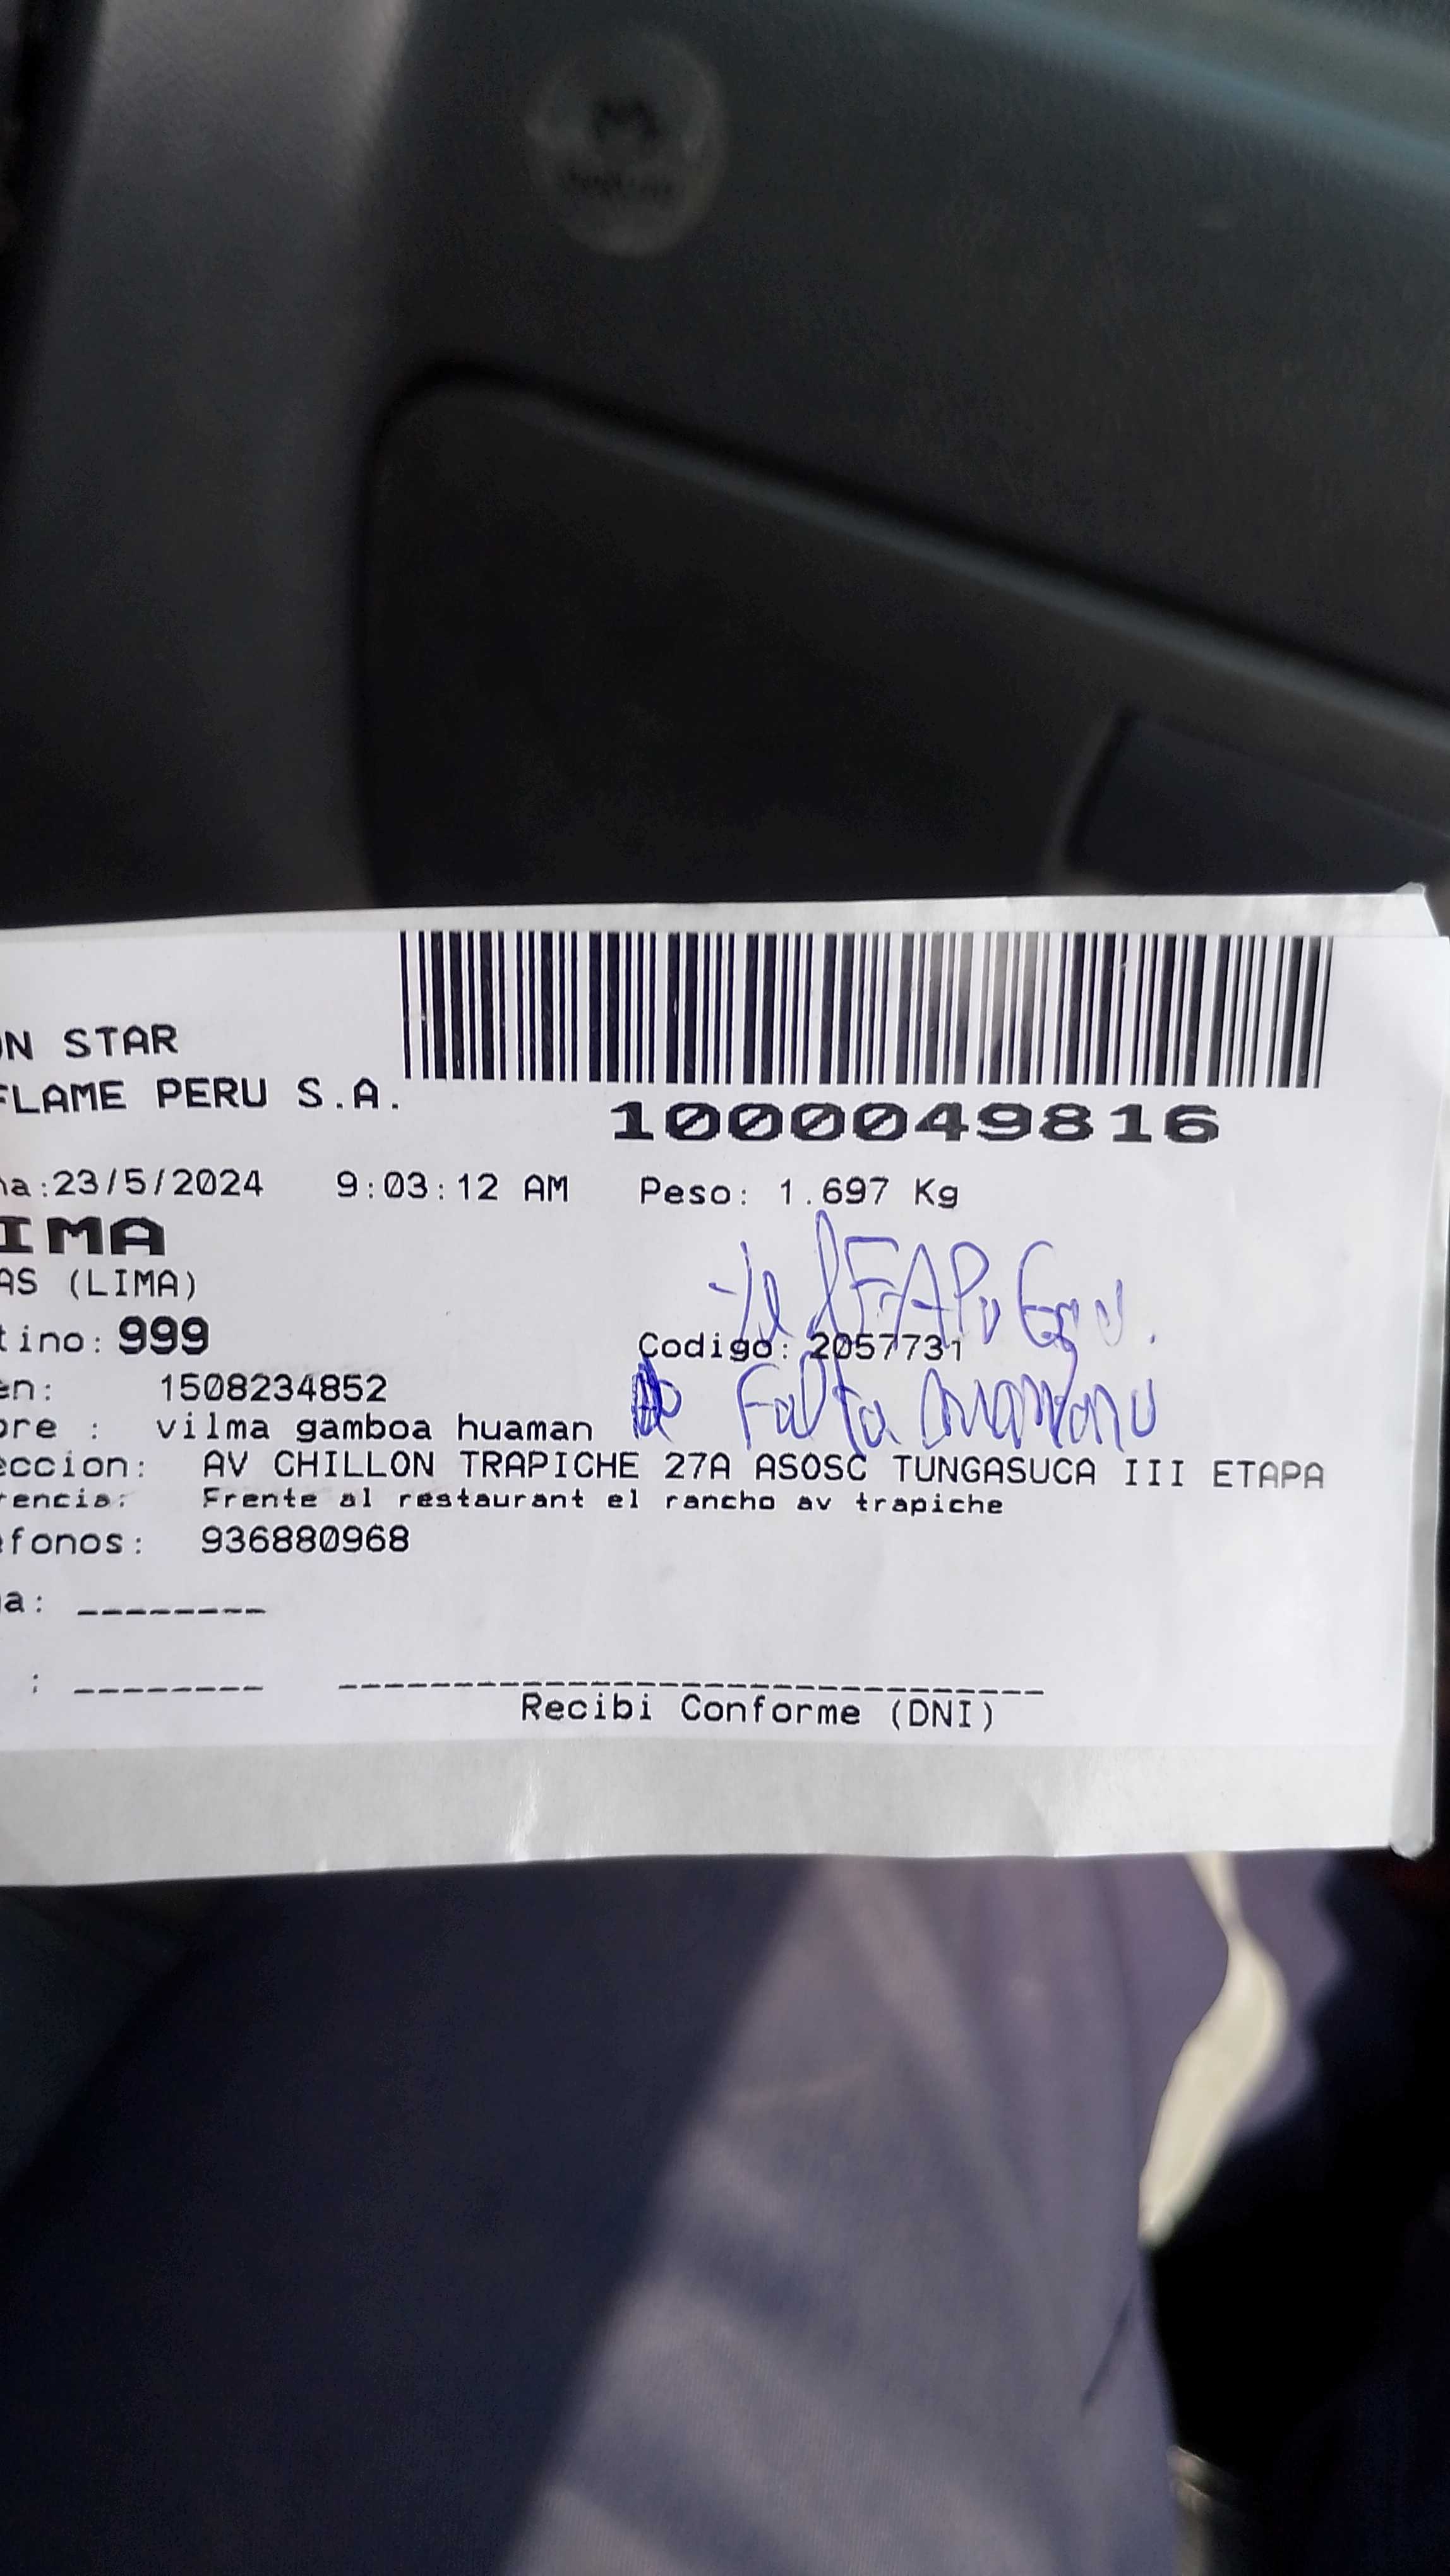 1000049816
ON STAR
FLAME PERU S.A.
na:23/5/2024 9:03:12 AM Peso: 1.697 Kg
IMA
AS (LIMA)
tino: 999 Codigo: 2057731
en: 1508234852
bre : vilma gamboa huaman Falta
eccion: AV CHILLON TRAPICHE 27A ASOSC TUNGASUCA III ETAPA
rencia: Frente al restaurant el rancho av trapiche
efonos: 936880968
a: --------
: -------- ------------------------------
Recibi Conforme (DNI)